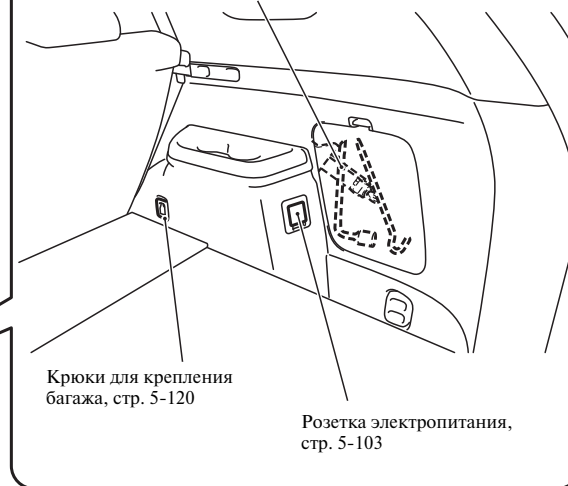 Крюки для крепления
багажа, стр. 5-120
Розетка электропитания,
стр. 5-103